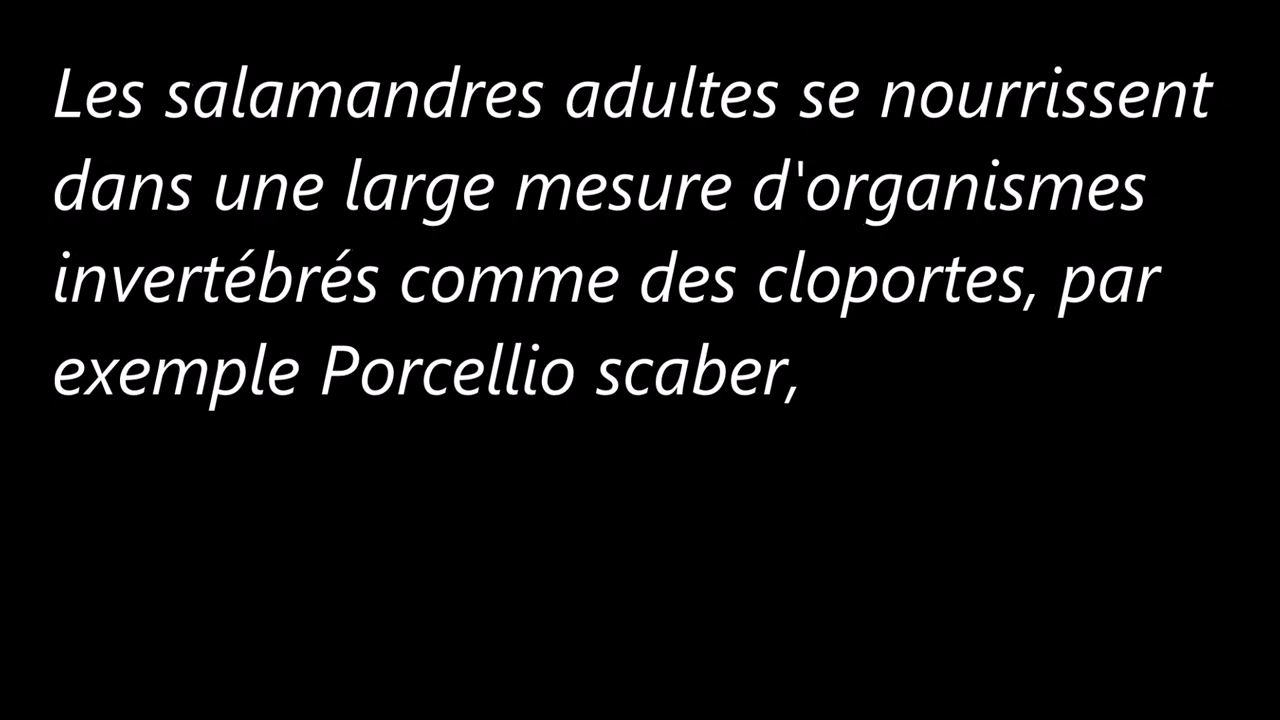 Les salamandres adultes se nourrissent
dans une large mesure d'organismes
invertébrés comme des cloportes, par
exemple Porcellio scaber,